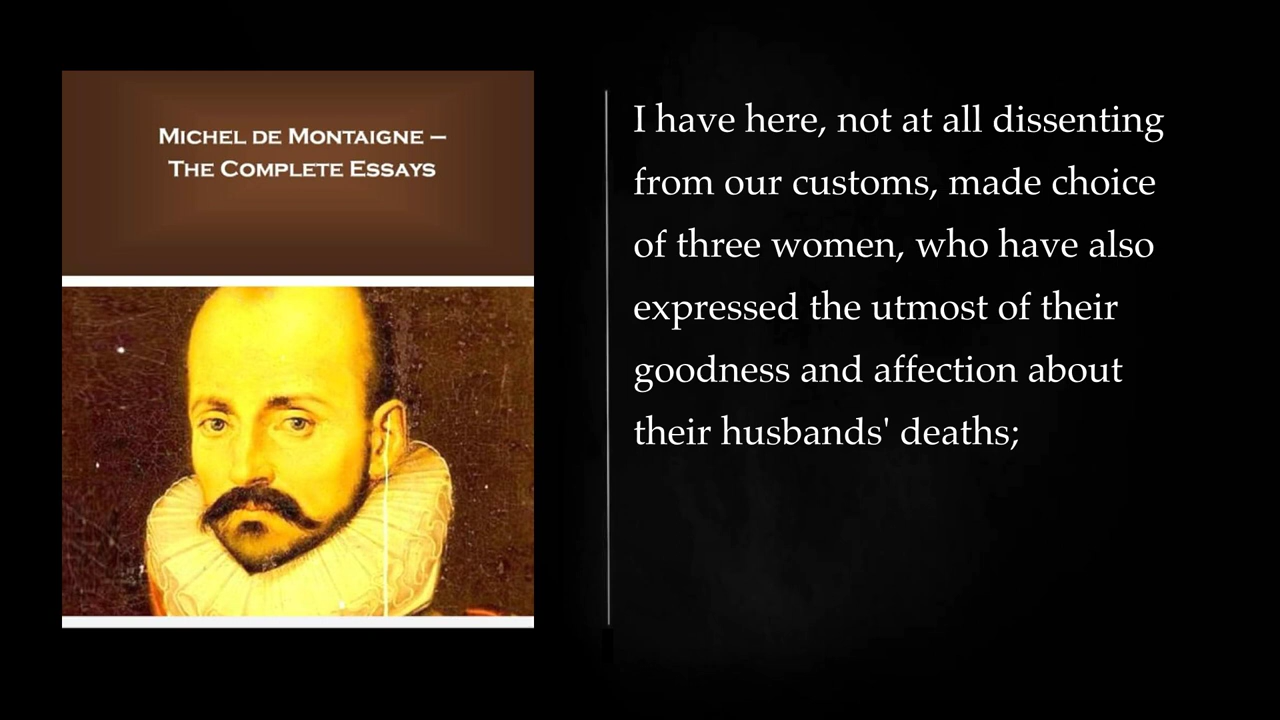 MICHEL DE MONTAIGNE –
THE COMPLETE ESSAYS
I have here, not at all dissenting
from our customs, made choice
of three women, who have also
expressed the utmost of their
goodness and affection about
their husbands' deaths;